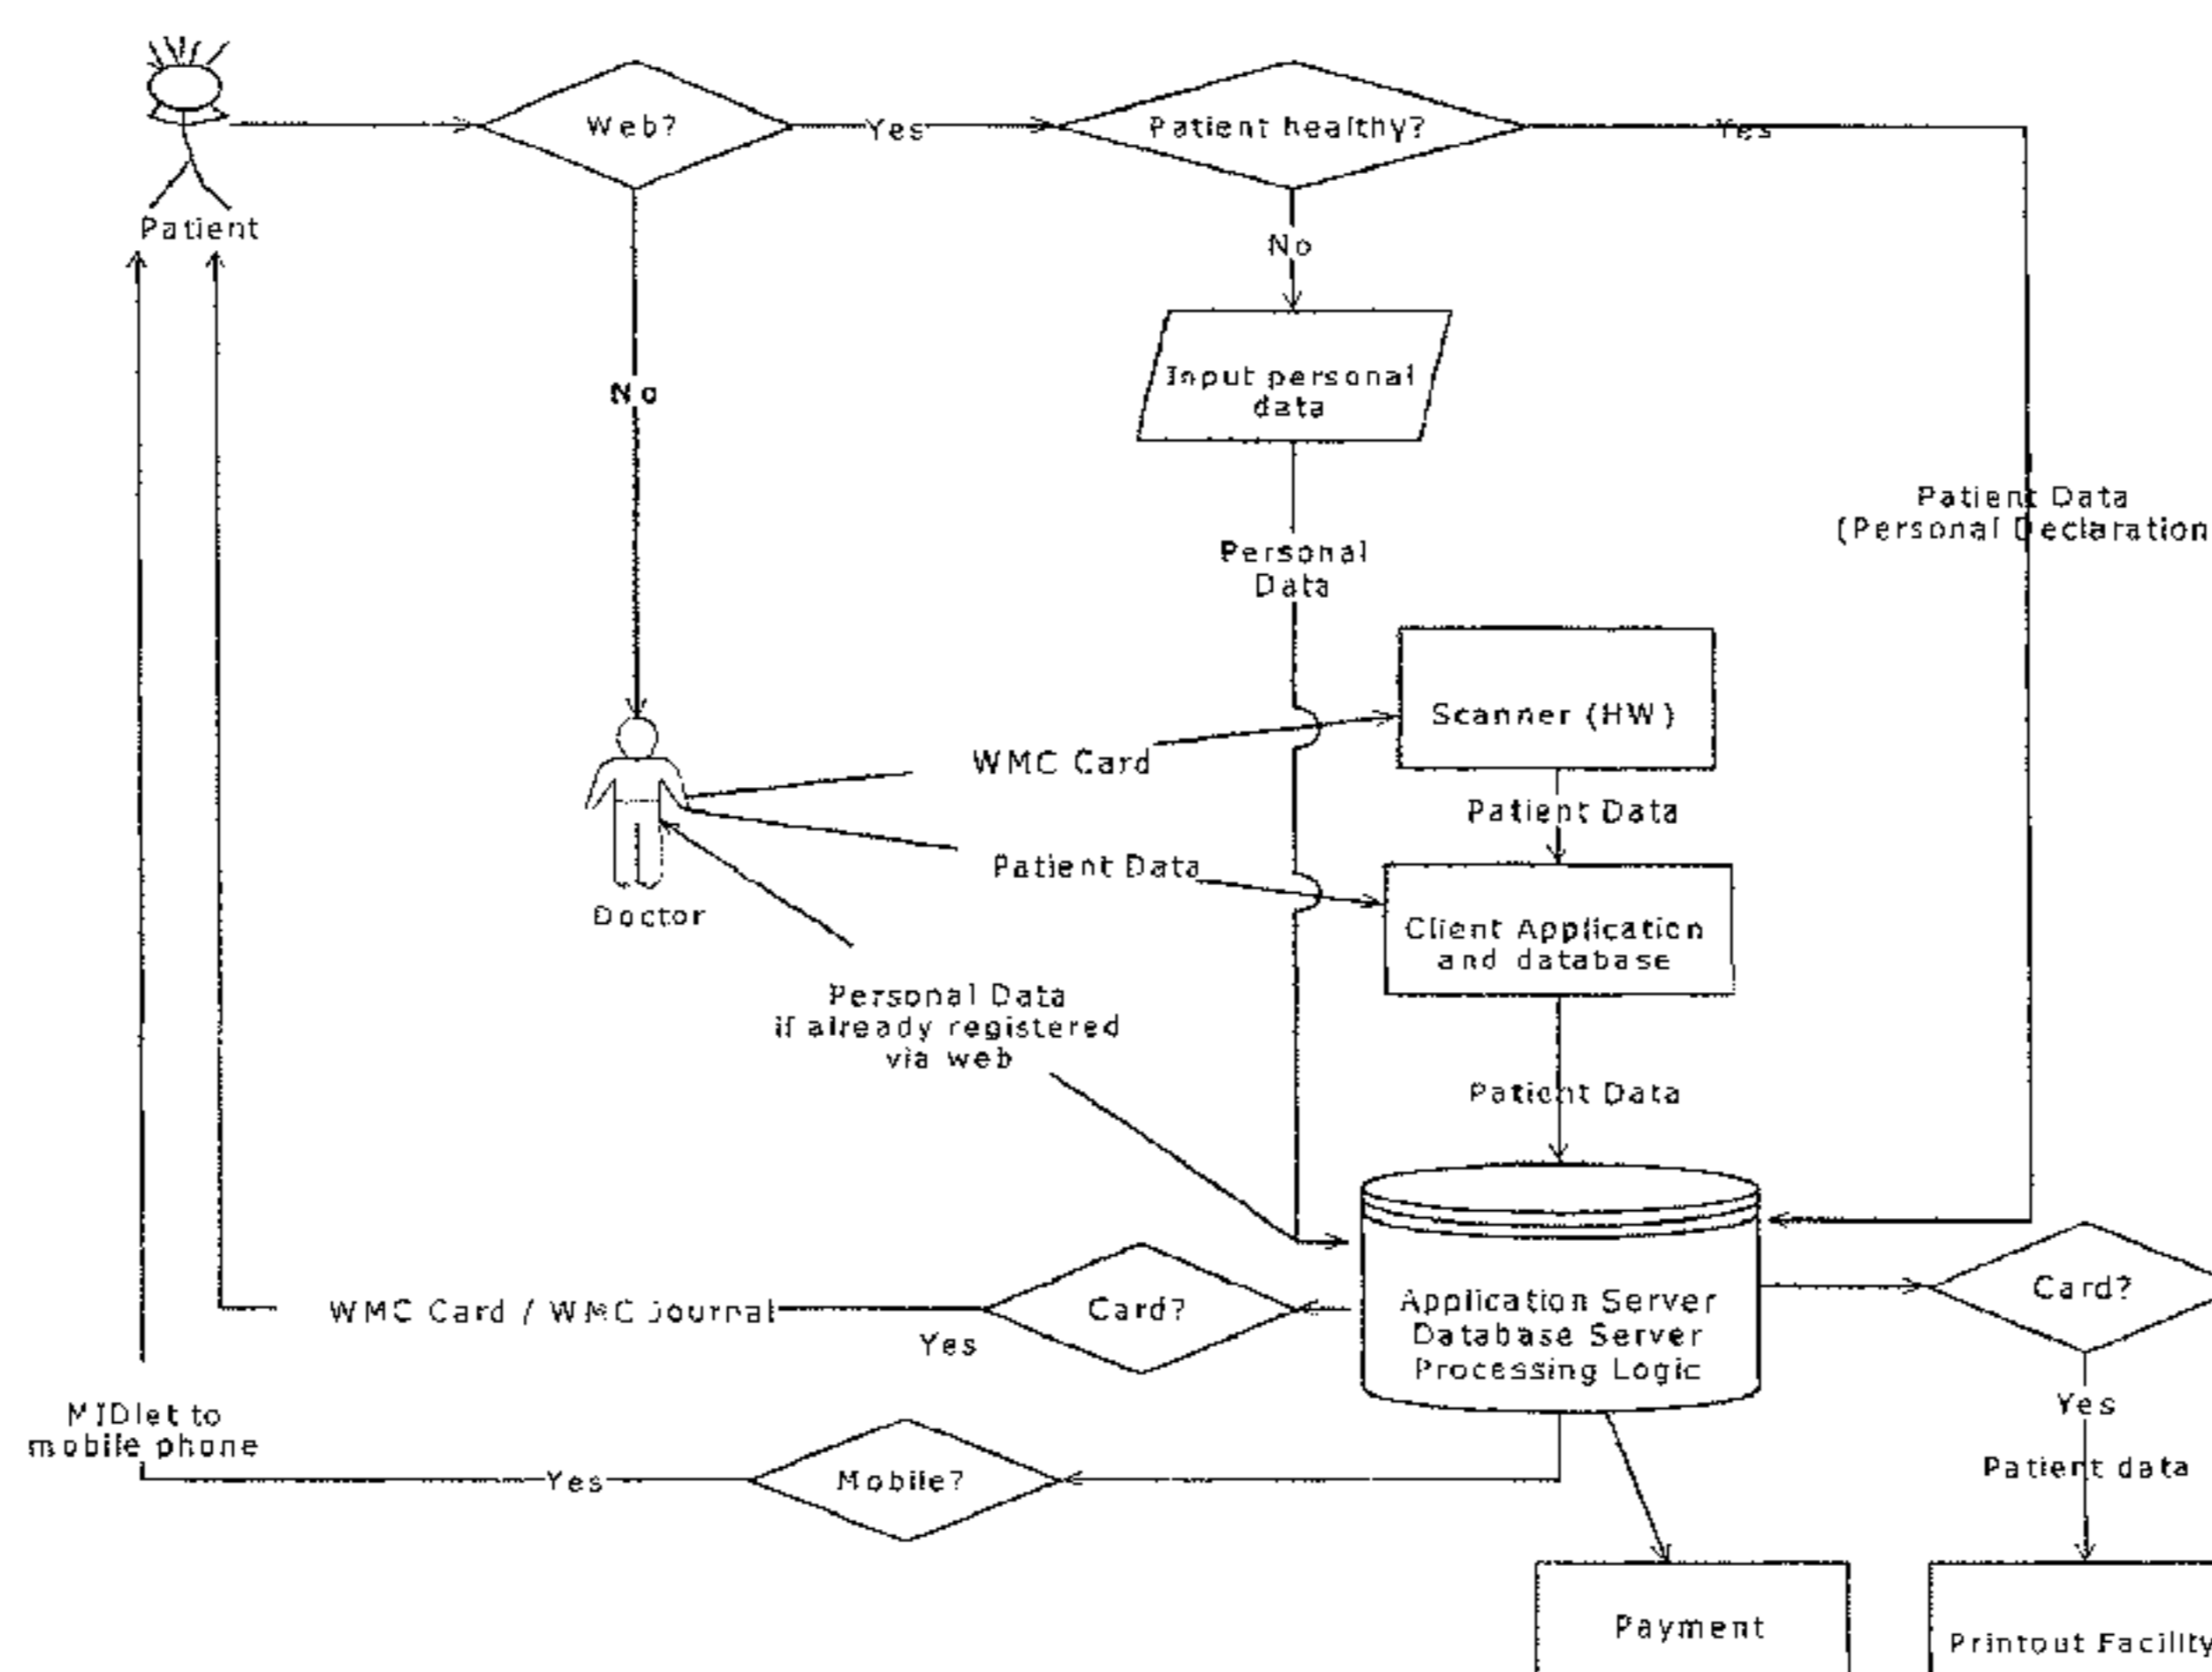 Web?
Yes
Patient healthy?
Yes
Patient
No
No
Input personal
data
Patient Data
(Personal Declaration
Personal
Data
Scanner (HW)
WMC Card
Patient Data
Patient Data
Doctor
Client Application
and database
Personal Data
if already registered
via web
Patient Data
Card?
Application Server
Database Server
Processing Logic
WMC Card / WMC Journal
Card?
Yes
Yes
MIDlet to
mobile phone
Patient data
Yes
Mobile?
Payment
Printout Facility